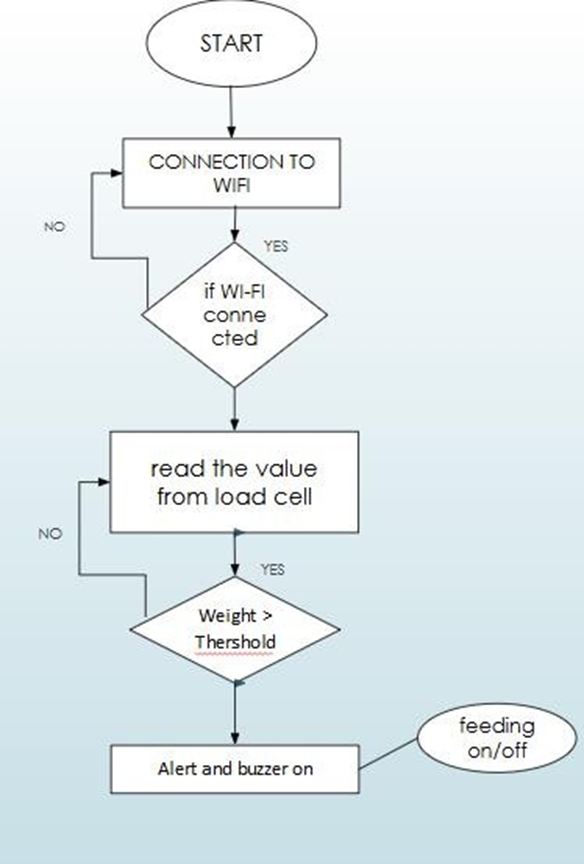 START
CONNECTION TO
WIFI
NO
YES
if WI-FI
conne
cted
read the value
from load cell
NO
YES
Weight >
Thershold
feeding
on/off
Alert and buzzer on